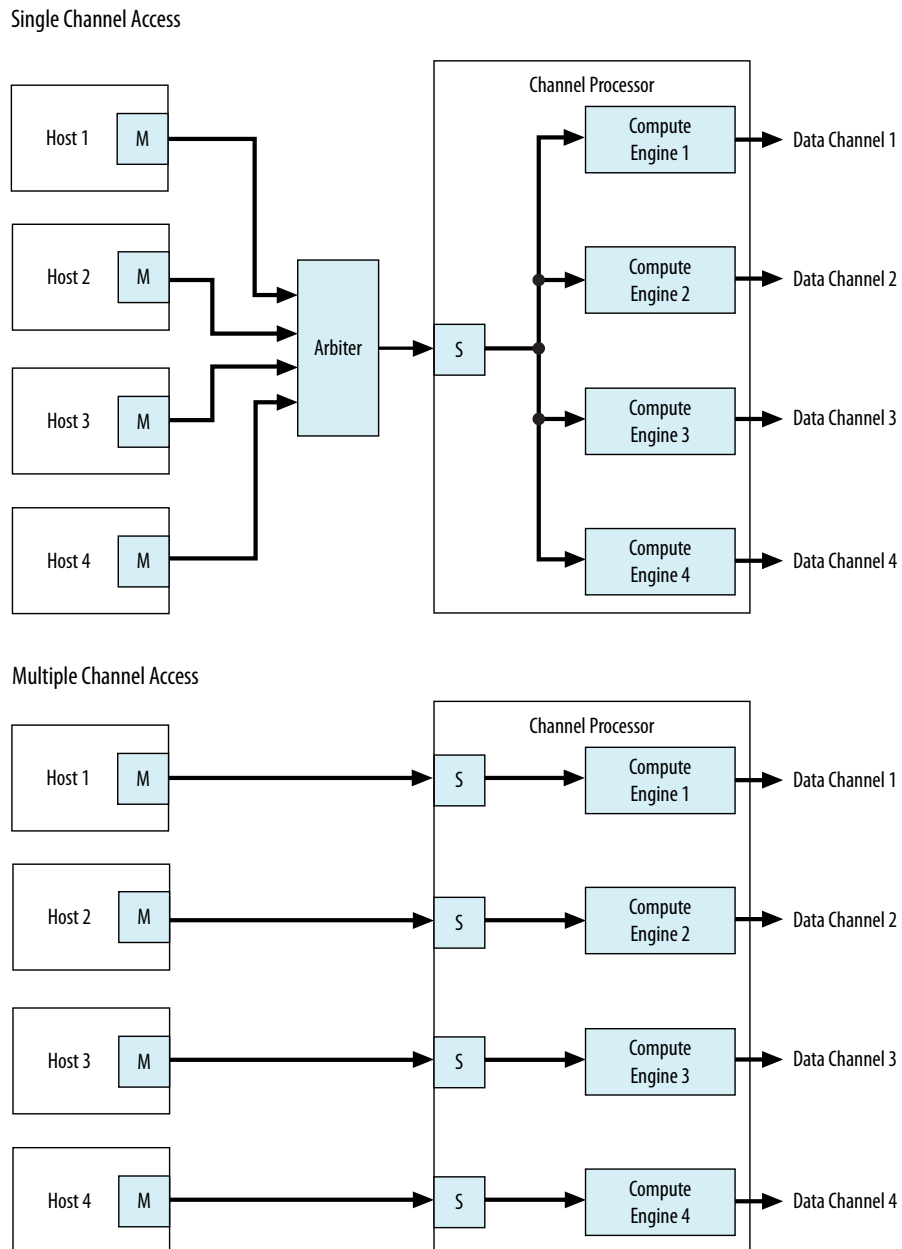 Single Channel Access
Channel Processor
Host 1
M
Compute
Engine 1
Data Channel 1
Host 2
M
Compute
Engine 2
Data Channel 2
Arbiter
S
Host 3
M
Compute
Engine 3
Data Channel 3
Host 4
M
Compute
Engine 4
Data Channel 4
Multiple Channel Access
Channel Processor
Host 1
M
S
Compute
Engine 1
Data Channel 1
Host 2
M
S
Compute
Engine 2
Data Channel 2
Host 3
M
S
Compute
Engine 3
Data Channel 3
Host 4
M
S
Compute
Engine 4
Data Channel 4